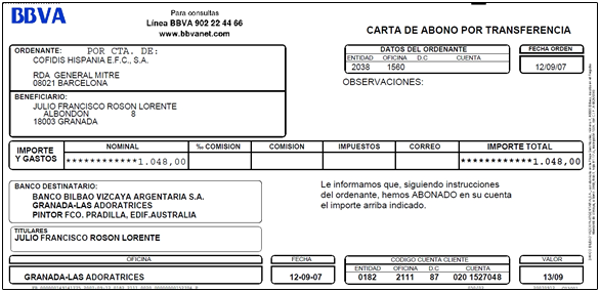 BBVA
Para consultas
Línea BBVA 902 22 44 66
www.bbvanet.com
CARTA DE ABONO POR TRANSFERENCIA
ORDENANTE: POR CTA. DE:
COFIDIS HISPANIA E.F.C., S.A.
RDA GENERAL MITRE
08021 BARCELONA
DATOS DEL ORDENANTE
ENTIDAD OFICINA D.C CUENTA
2038 1560
FECHA ORDEN
12/09/07
OBSERVACIONES:
BENEFICIARIO:
JULIO FRANCISCO ROSON LORENTE
ALBONDON 8
18003 GRANADA
IMPORTE Y GASTOS
NOMINAL ‰ COMISION COMISION IMPUESTOS CORREO IMPORTE TOTAL
************1.048,00 ************1.048,00
BANCO DESTINATARIO:
BANCO BILBAO VIZCAYA ARGENTARIA S.A.
GRANADA-LAS ADORATRICES
PINTOR FCO. PRADILLA, EDIF.AUSTRALIA
Le informamos que, siguiendo instrucciones
del ordenante, hemos ABONADO en su cuenta
el importe arriba indicado.
TITULARES
JULIO FRANCISCO ROSON LORENTE
OFICINA FECHA CODIGO CUENTA CLIENTE VALOR
ENTIDAD OFICINA D.C CUENTA
GRANADA-LAS ADORATRICES 12-09-07 0182 2111 87 020 1527048 13/09